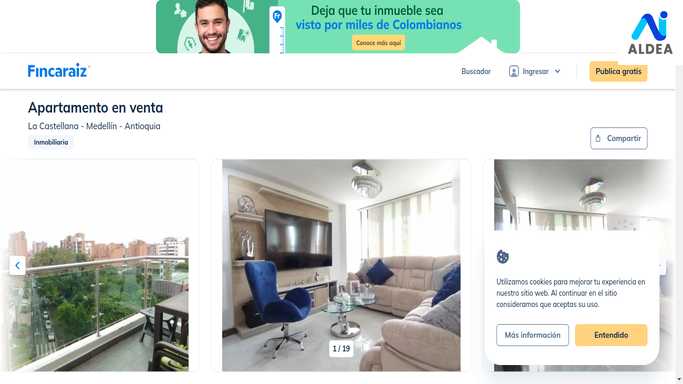 Deja que tu inmueble sea
visto por miles de Colombianos
Conoce más aquí
Fr
ALDEA
Fincaraiz
Buscador
Ingresar
Publica gratis
Apartamento en venta
La Castellana - Medellín - Antioquia
Inmobiliaria
Compartir
1 / 19
Utilizamos cookies para mejorar tu experiencia en
nuestro sitio web. Al continuar en el sitio
consideramos que aceptas su uso.
Más información
Entendido